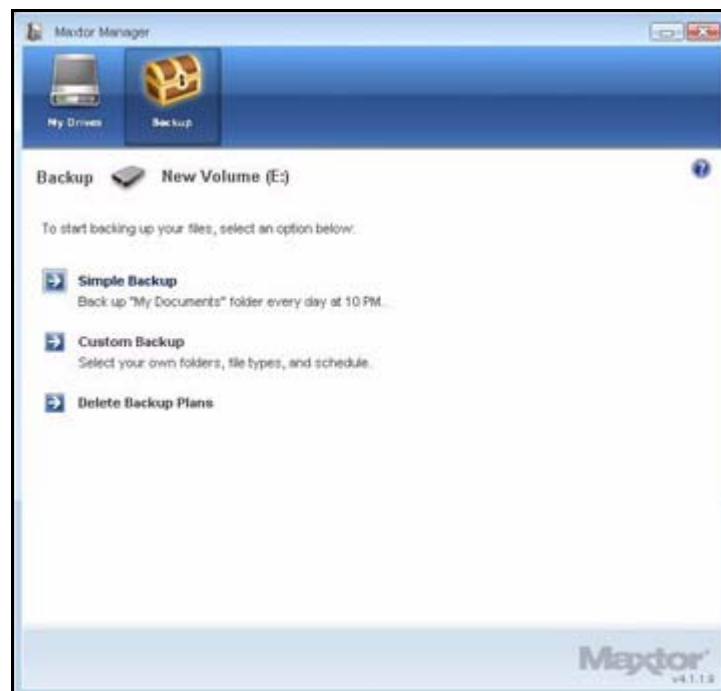 Maxtor Manager
My Drives
Backup
Backup New Volume (E:)
To start backing up your files, select an option below:
Simple Backup
Back up "My Documents" folder every day at 10 PM.
Custom Backup
Select your own folders, file types, and schedule.
Delete Backup Plans
Maxtor